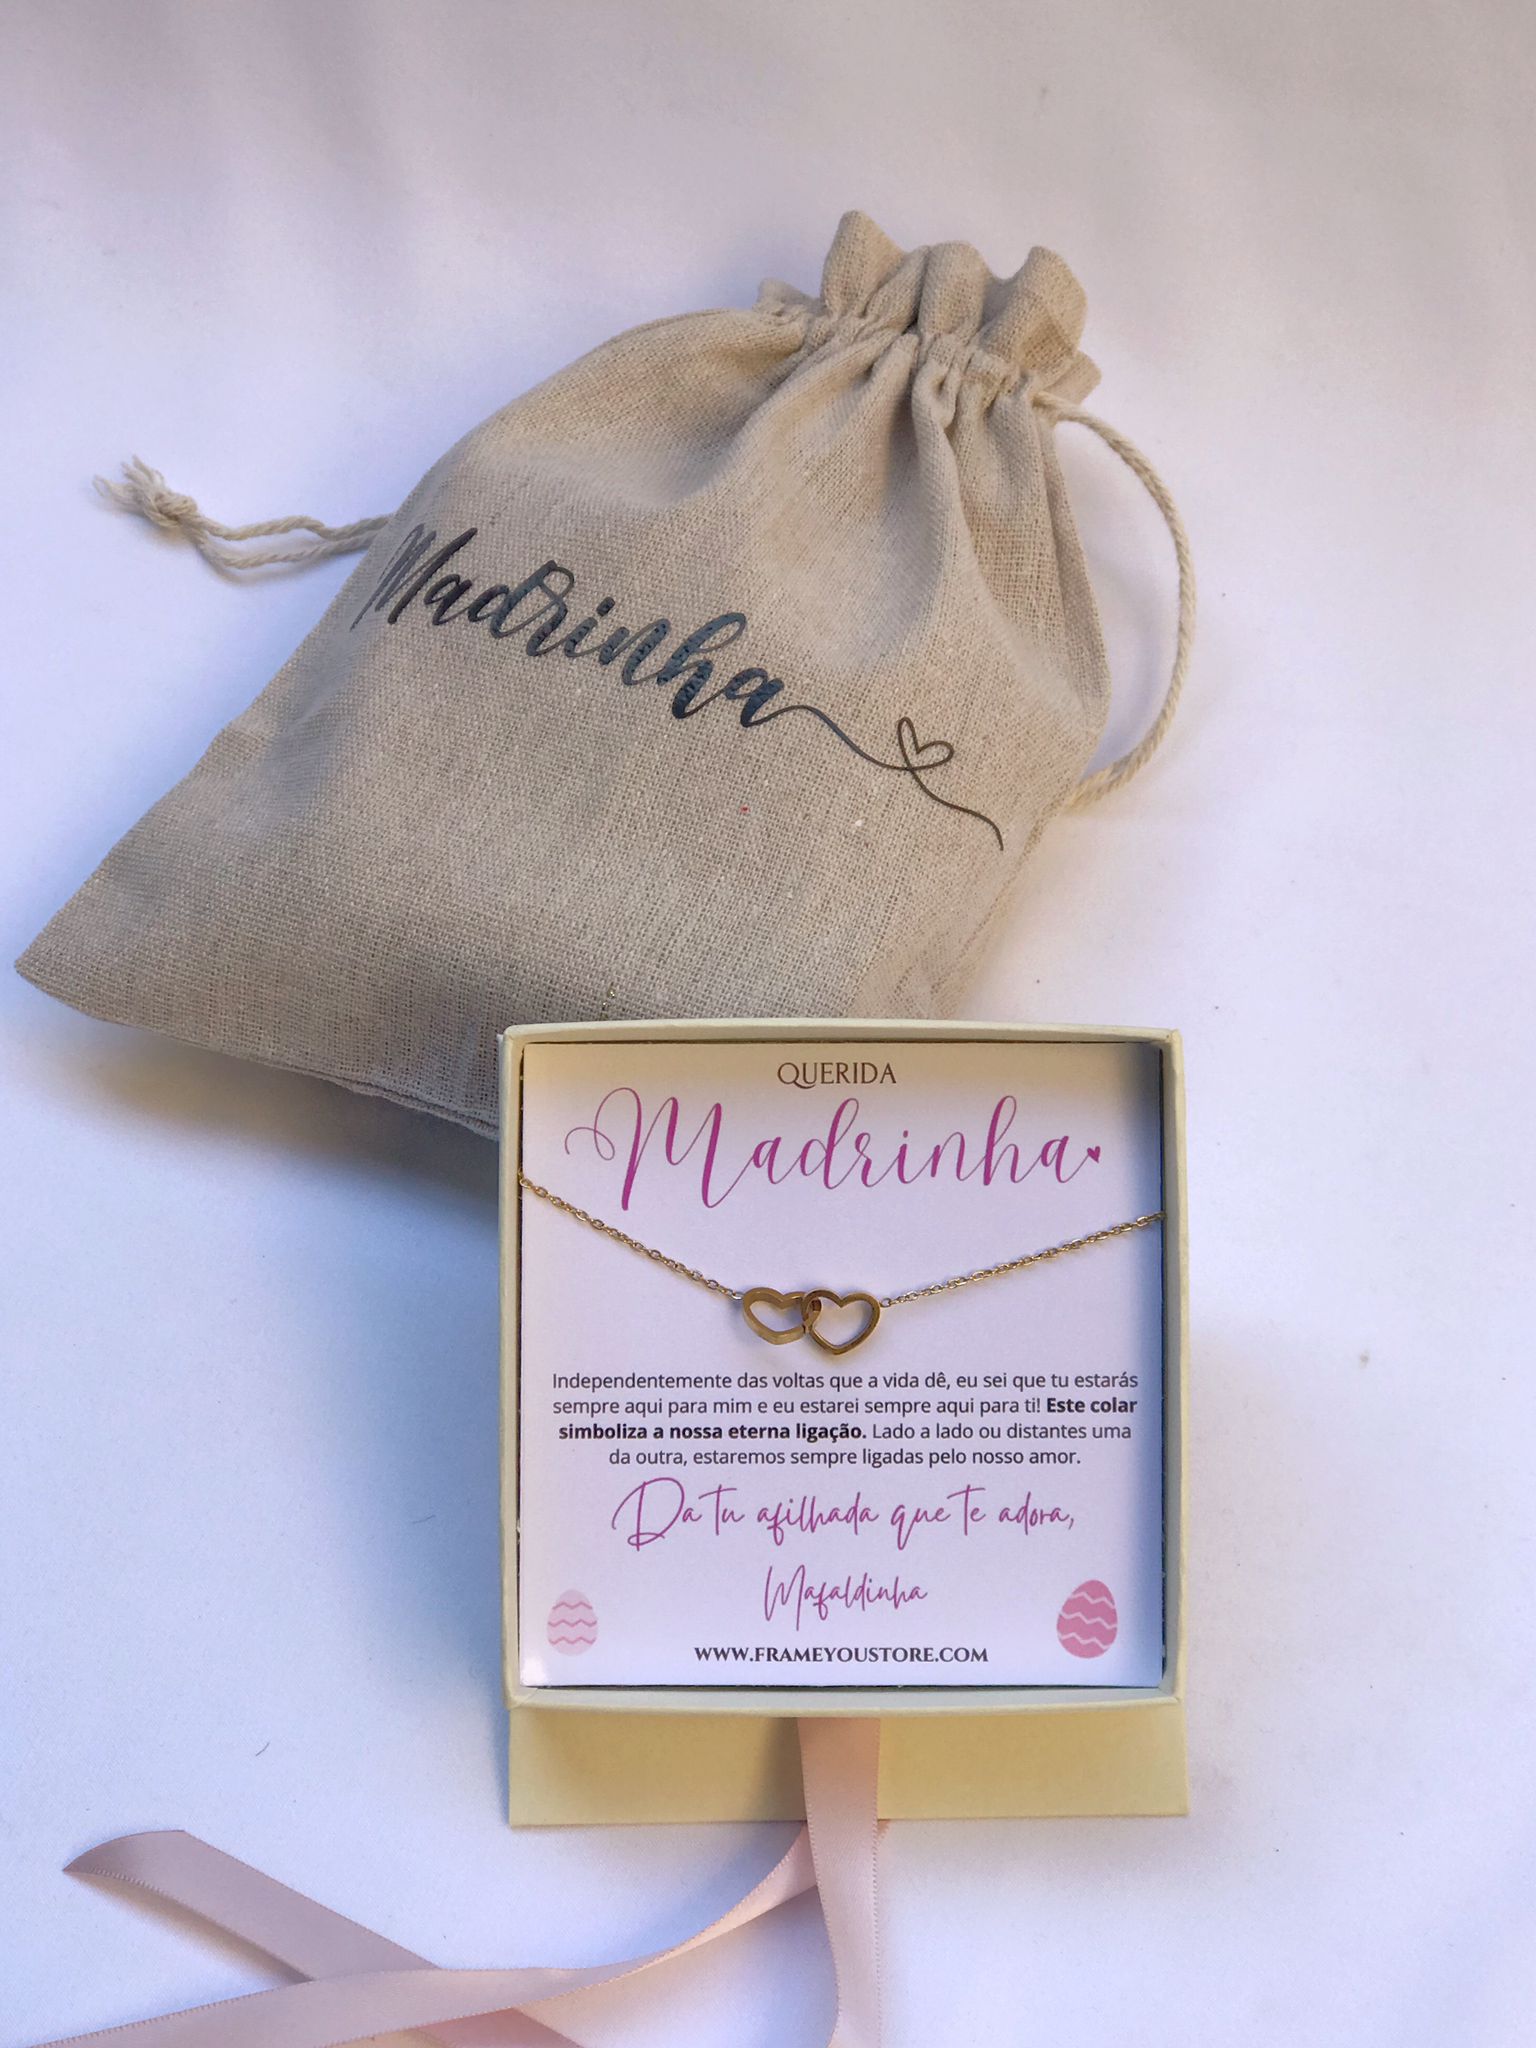 Madrinha
QUERIDA
Madrinha
Independentemente das voltas que a vida dê, eu sei que tu estarás
sempre aqui para mim e eu estarei sempre aqui para ti! Este colar
simboliza a nossa eterna ligação. Lado a lado ou distantes uma
da outra, estaremos sempre ligadas pelo nosso amor.
Da tu afilhada que te adora,
Mafaldinha
WWW.FRAMEYOUSTORE.COM